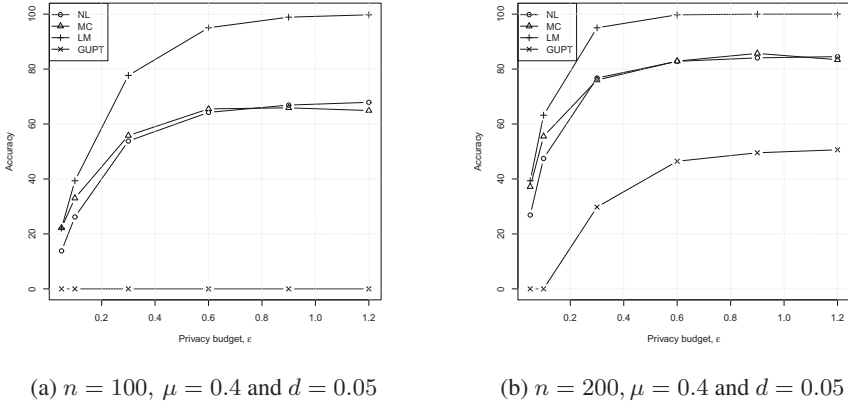 NL
MC
LM
GUPT
Accuracy
100
80
60
40
20
0
0.2 0.4 0.6 0.8 1.0 1.2
Privacy budget, ε
(a) n = 100, μ = 0.4 and d = 0.05
NL
MC
LM
GUPT
Accuracy
100
80
60
40
20
0
0.2 0.4 0.6 0.8 1.0 1.2
Privacy budget, ε
(b) n = 200, μ = 0.4 and d = 0.05